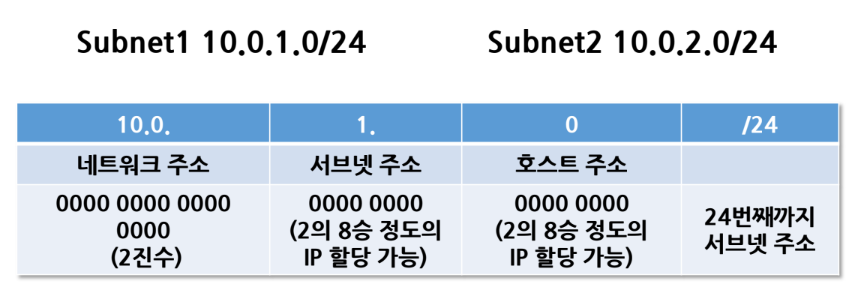 Subnet1 10.0.1.0/24
Subnet2 10.0.2.0/24
10.0.
1.
0
/24
네트워크 주소
서브넷 주소
호스트 주소
0000 0000 0000
0000
(2진수)
0000 0000
(2의 8승 정도의
IP 할당 가능)
0000 0000
(2의 8승 정도의
IP 할당 가능)
24번째까지
서브넷 주소